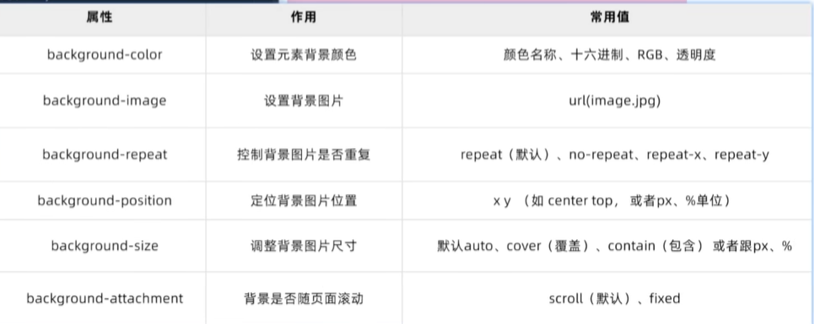 属性 作用 常用值
background-color 设置元素背景颜色 颜色名称、十六进制、RGB、透明度
background-image 设置背景图片 url(image.jpg)
background-repeat 控制背景图片是否重复 repeat（默认）、no-repeat、repeat-x、repeat-y
background-position 定位背景图片位置 x y （如 center top， 或者px、%单位）
background-size 调整背景图片尺寸 默认auto、cover（覆盖）、contain（包含） 或者跟px、%
background-attachment 背景是否随页面滚动 scroll（默认）、fixed